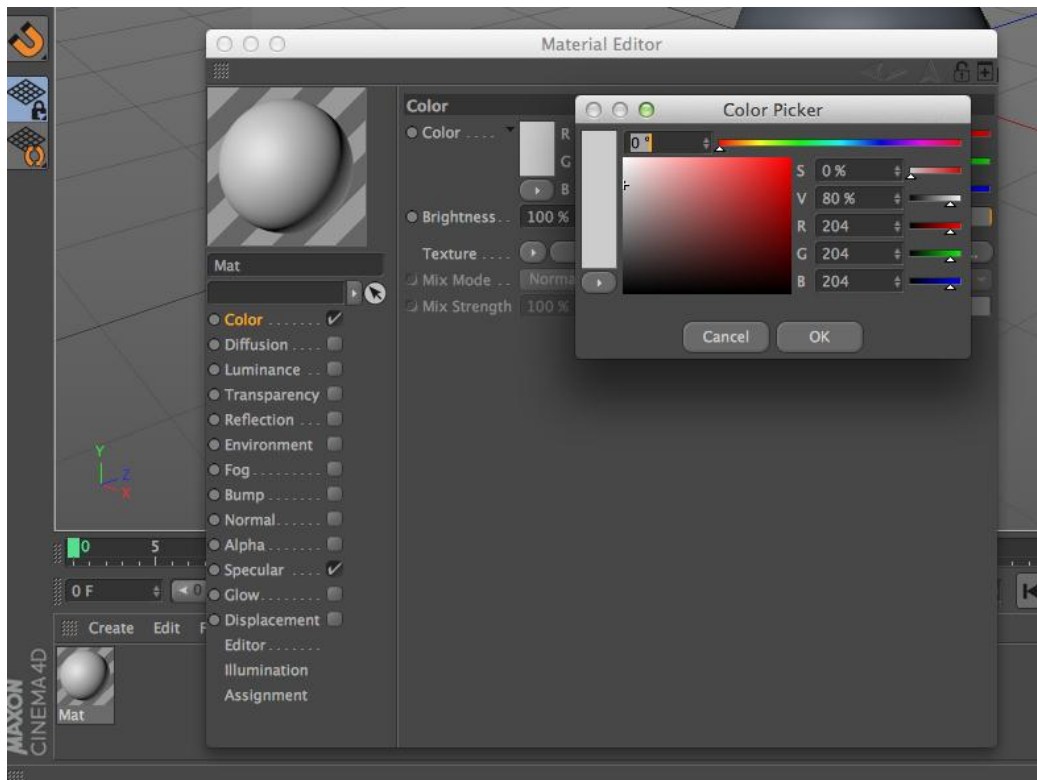 Material Editor
Color
Color ....
R
G
B
Brightness.. 100 %
Texture ....
Mix Mode .. Norma
Mix Strength 100 %
Color Picker
0 °
S 0 %
V 80 %
R 204
G 204
B 204
Cancel OK
Mat
Color .......
Diffusion ....
Luminance ..
Transparency
Reflection ...
Environment
Fog.........
Bump .......
Normal......
Alpha.......
Specular ....
Glow........
Displacement
Editor.......
Illumination
Assignment
Y
Z
X
0 5
0 F
0
Create Edit F
Mat
MAXON
CINEMA 4D